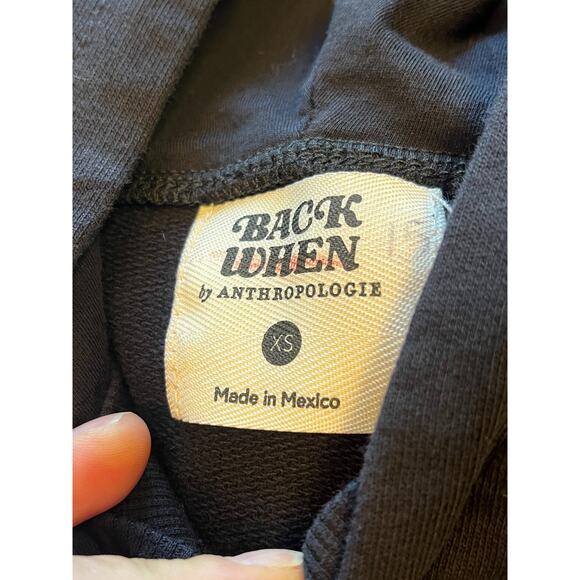 BACK
WHEN
by ANTHROPOLOGIE
XS
Made in Mexico